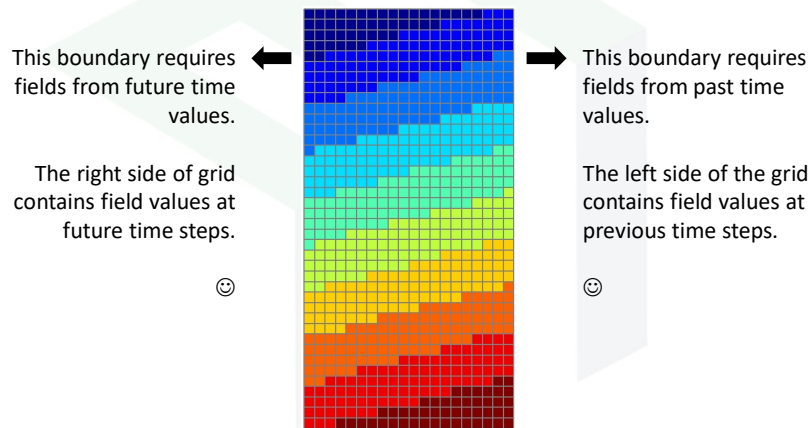 This boundary requires
fields from future time
values.
The right side of grid
contains field values at
future time steps.
☺
This boundary requires
fields from past time
values.
The left side of the grid
contains field values at
previous time steps.
☺